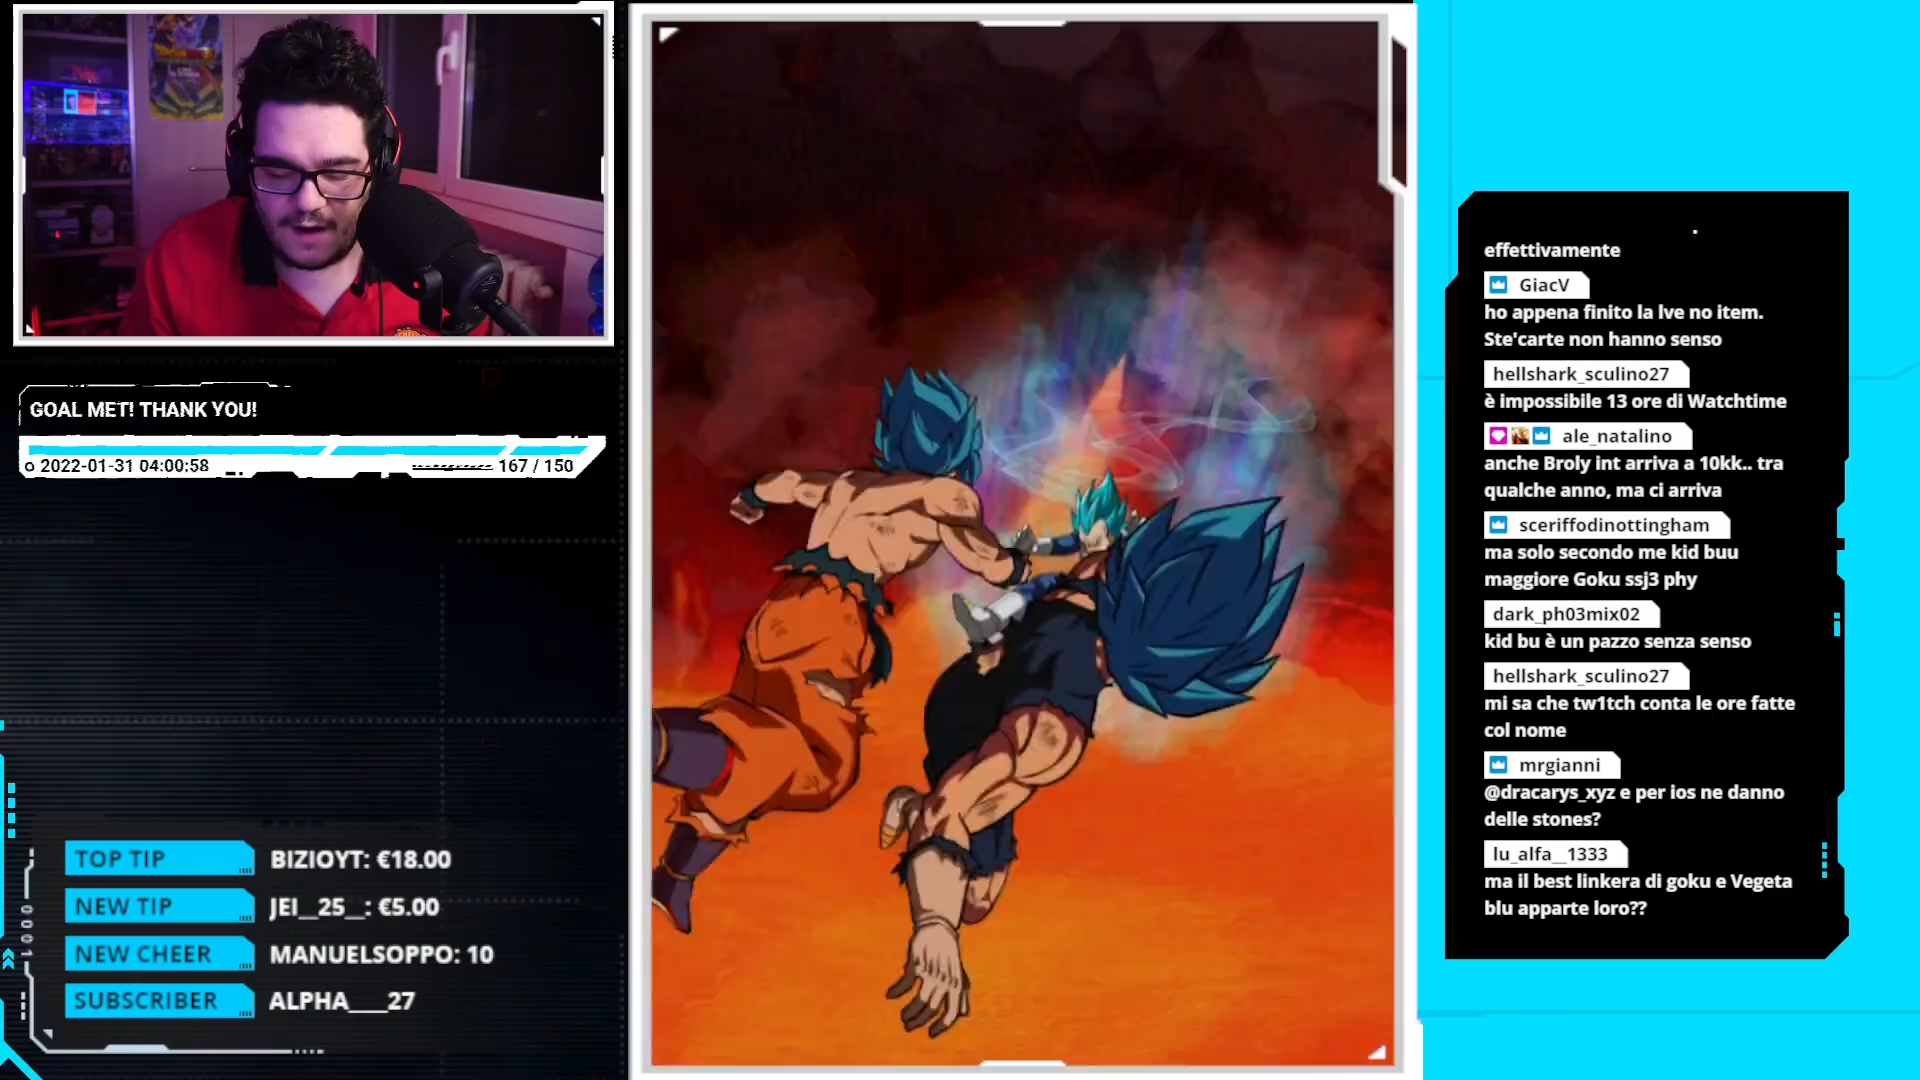 GOAL MET! THANK YOU!
2022-01-31 04:00:58
167 / 150
TOP TIP
BIZIOYT: €18.00
NEW TIP
JEI__25__: €5.00
NEW CHEER
MANUELSOPPO: 10
SUBSCRIBER
ALPHA____27
0001
effettivamente
GiacV
ho appena finito la lve no item.
Ste'carte non hanno senso
hellshark_sculino27
è impossibile 13 ore di Watchtime
ale_natalino
anche Broly int arriva a 10kk.. tra
qualche anno, ma ci arriva
sceriffodinottingham
ma solo secondo me kid buu
maggiore Goku ssj3 phy
dark_ph03mix02
kid bu è un pazzo senza senso
hellshark_sculino27
mi sa che tw1tch conta le ore fatte
col nome
mrgianni
@dracarys_xyz e per ios ne danno
delle stones?
lu_alfa__1333
ma il best linkera di goku e Vegeta
blu apparte loro??